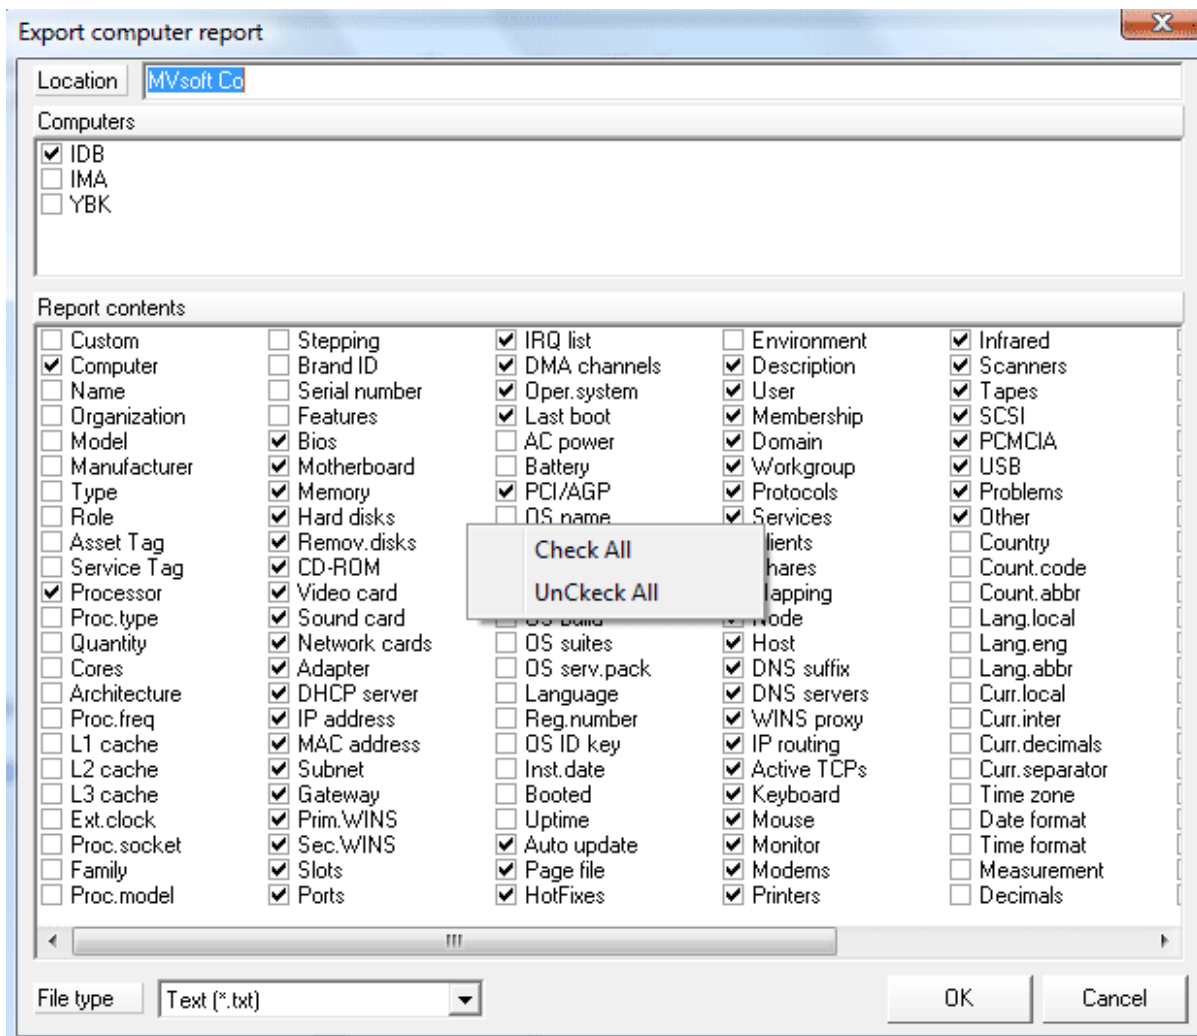 Export computer report
Location
MVsoft Co
Computers
IDB
IMA
YBK
Report contents
Custom
Computer
Name
Organization
Model
Manufacturer
Type
Role
Asset Tag
Service Tag
Processor
Proc.type
Quantity
Cores
Architecture
Proc.freq
L1 cache
L2 cache
L3 cache
Ext.clock
Proc.socket
Family
Proc.model
Stepping
Brand ID
Serial number
Features
Bios
Motherboard
Memory
Hard disks
Remov.disks
CD-ROM
Video card
Sound card
Network cards
Adapter
DHCP server
IP address
MAC address
Subnet
Gateway
Prim.WINS
Sec.WINS
Slots
Ports
IRQ list
DMA channels
Oper.system
Last boot
AC power
Battery
PCI/AGP
OS name
Check All
UnCkeck All
OS build
OS suites
OS serv.pack
Language
Reg.number
OS ID key
Inst.date
Booted
Uptime
Auto update
Page file
HotFixes
Environment
Description
User
Membership
Domain
Workgroup
Protocols
Services
lients
hares
apping
Node
Host
DNS suffix
DNS servers
WINS proxy
IP routing
Active TCPs
Keyboard
Mouse
Monitor
Modems
Printers
Infrared
Scanners
Tapes
SCSI
PCMCIA
USB
Problems
Other
Country
Count.code
Count.abbr
Lang.local
Lang.eng
Lang.abbr
Curr.local
Curr.inter
Curr.decimals
Curr.separator
Time zone
Date format
Time format
Measurement
Decimals
File type
Text (*.txt)
OK
Cancel